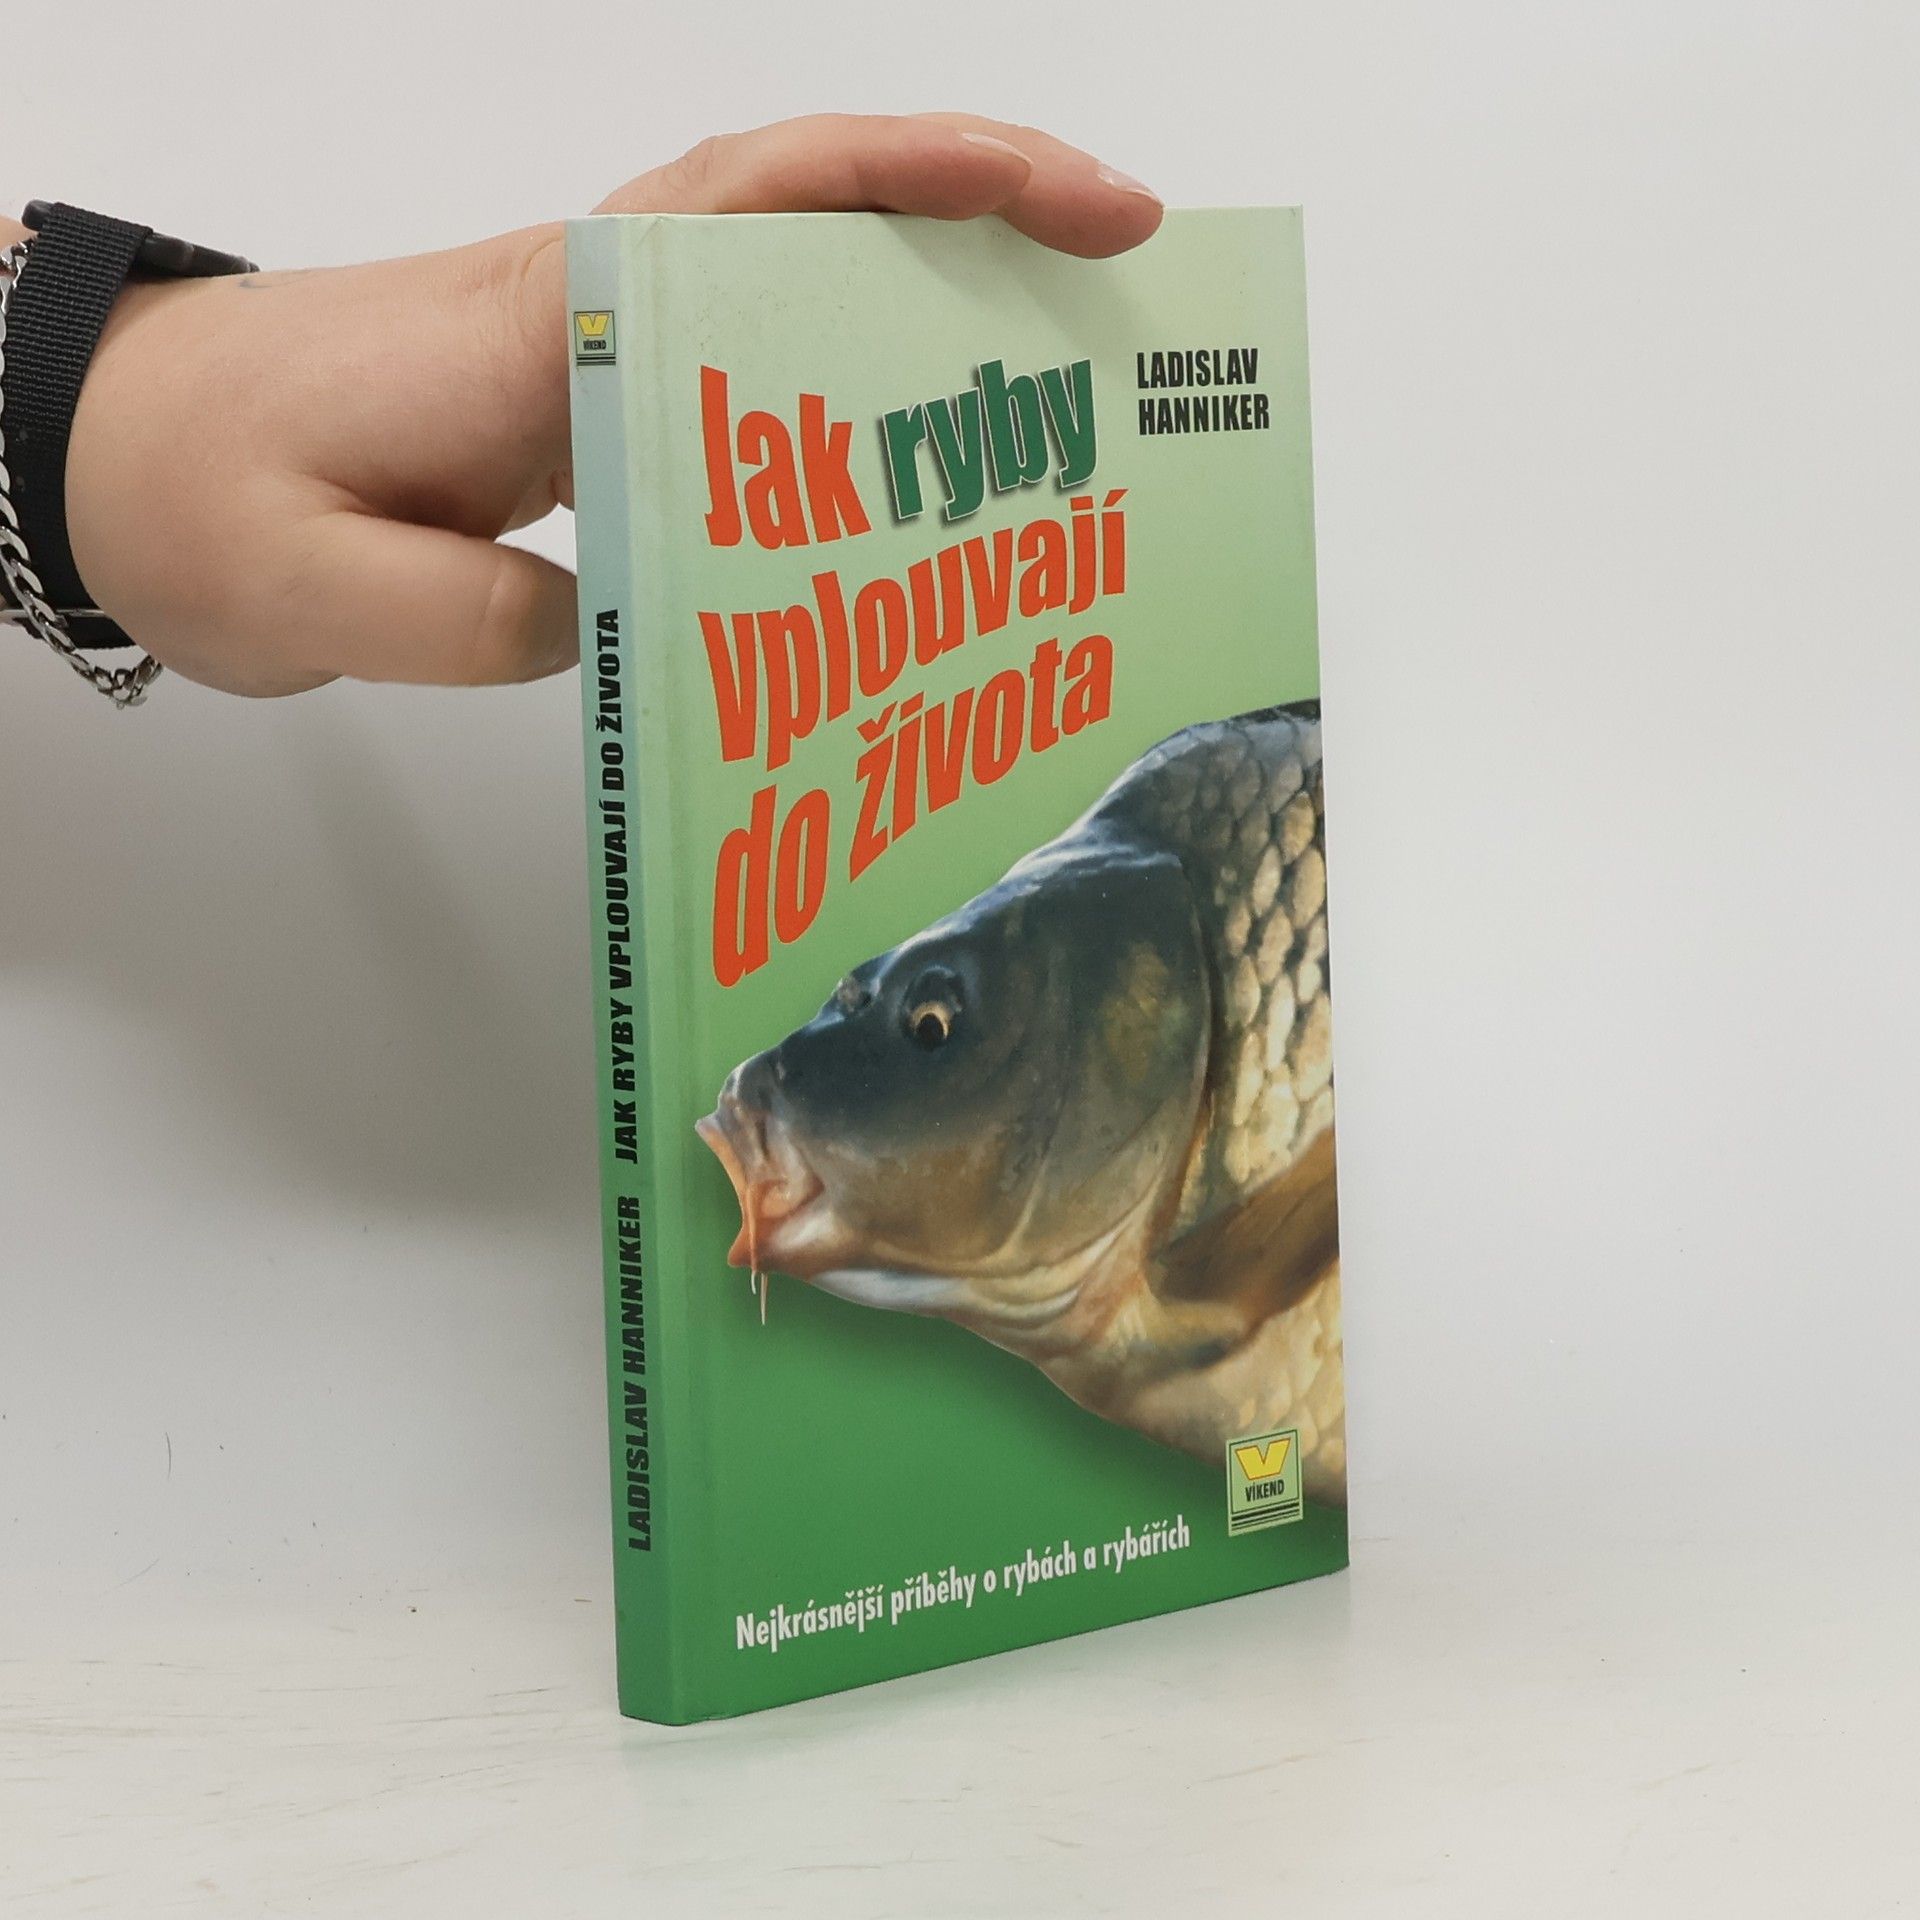 VÍKEND
LADISLAV HANNIKER JAK RYBY VPLOUVAJÍ DO ŽIVOTA
LADISLAV
HANNIKER
Jak ryby
vplouvají
do života
VÍKEND
Nejkrásnější příběhy o rybách a rybářích